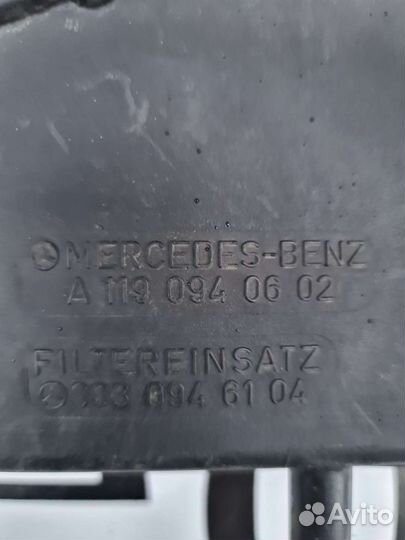 MERCEDES-BENZ
A 119 094 06 02
FILTEREINSATZ
003 094 61 04
Avito